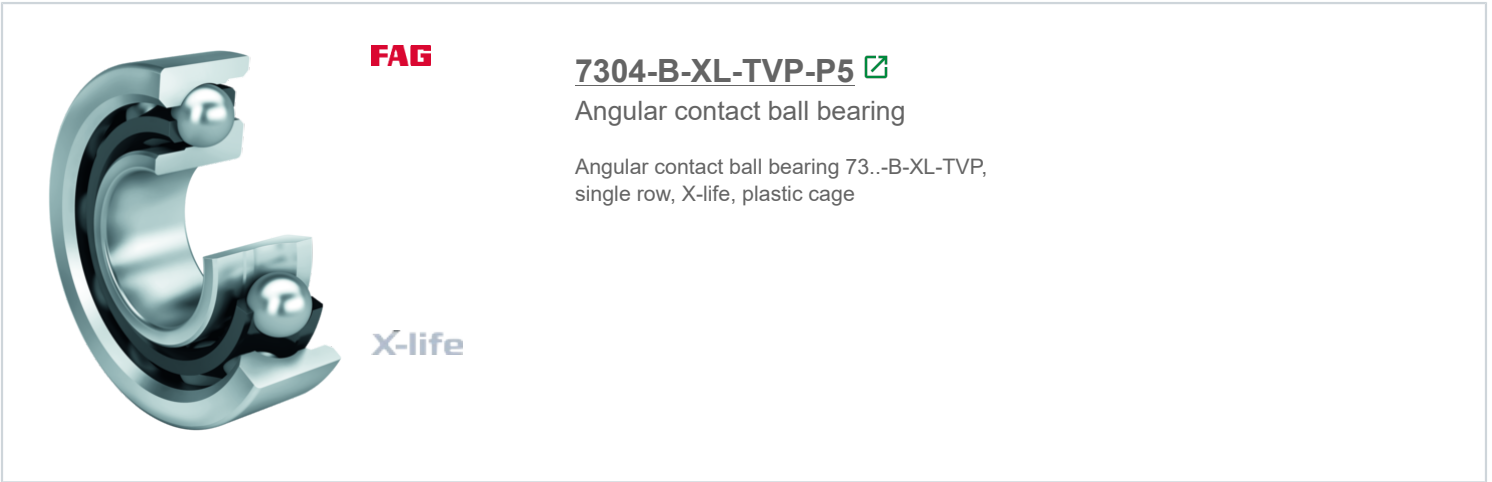 FAG
7304-B-XL-TVP-P5
Angular contact ball bearing
Angular contact ball bearing 73..-B-XL-TVP,
single row, X-life, plastic cage
X-life